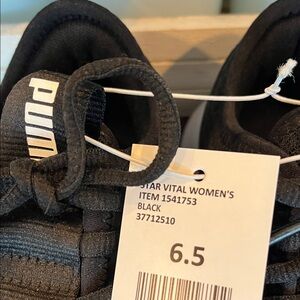 PUMA
STAR VITAL WOMEN'S
ITEM 1541753
BLACK
37712510
6.5